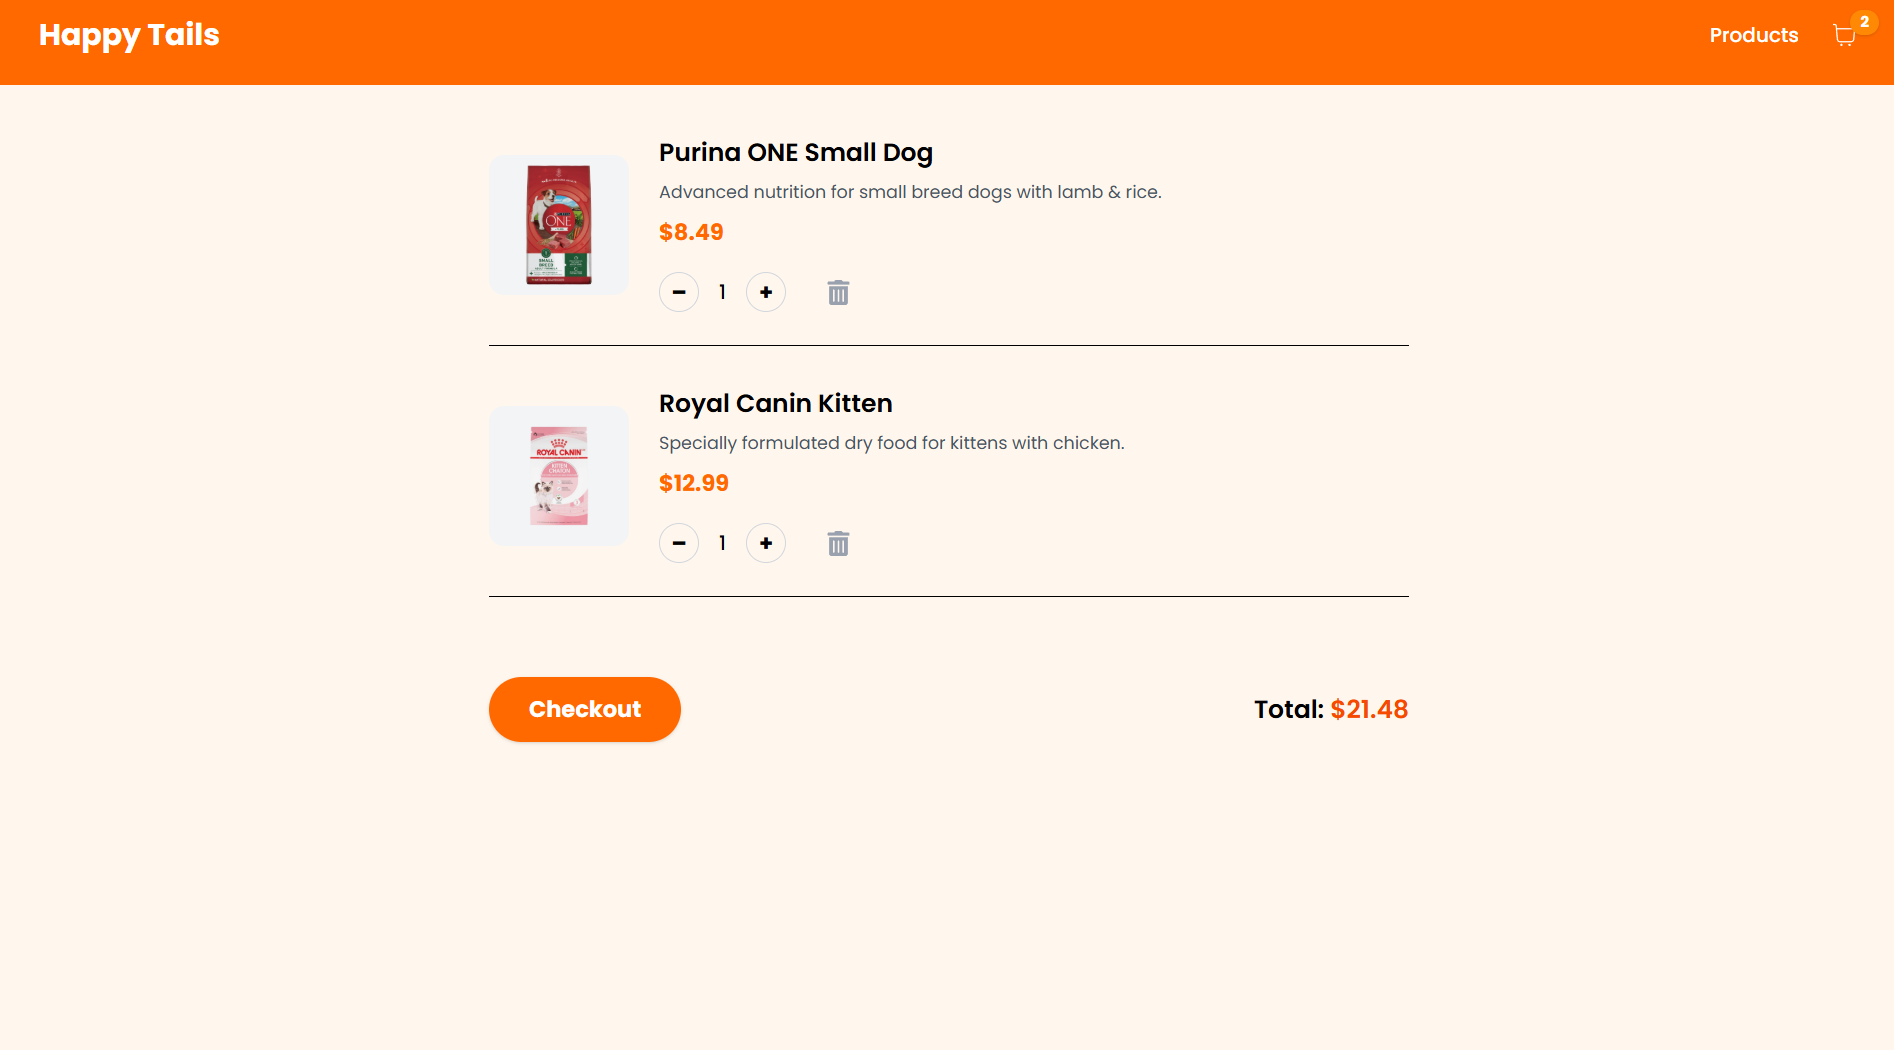 Happy Tails
Products
2
Purina ONE Small Dog
Advanced nutrition for small breed dogs with lamb & rice.
$8.49
1
ONE
SMALL
BREED
Royal Canin Kitten
Specially formulated dry food for kittens with chicken.
$12.99
1
ROYAL CANIN
KITTEN
Checkout
Total: $21.48